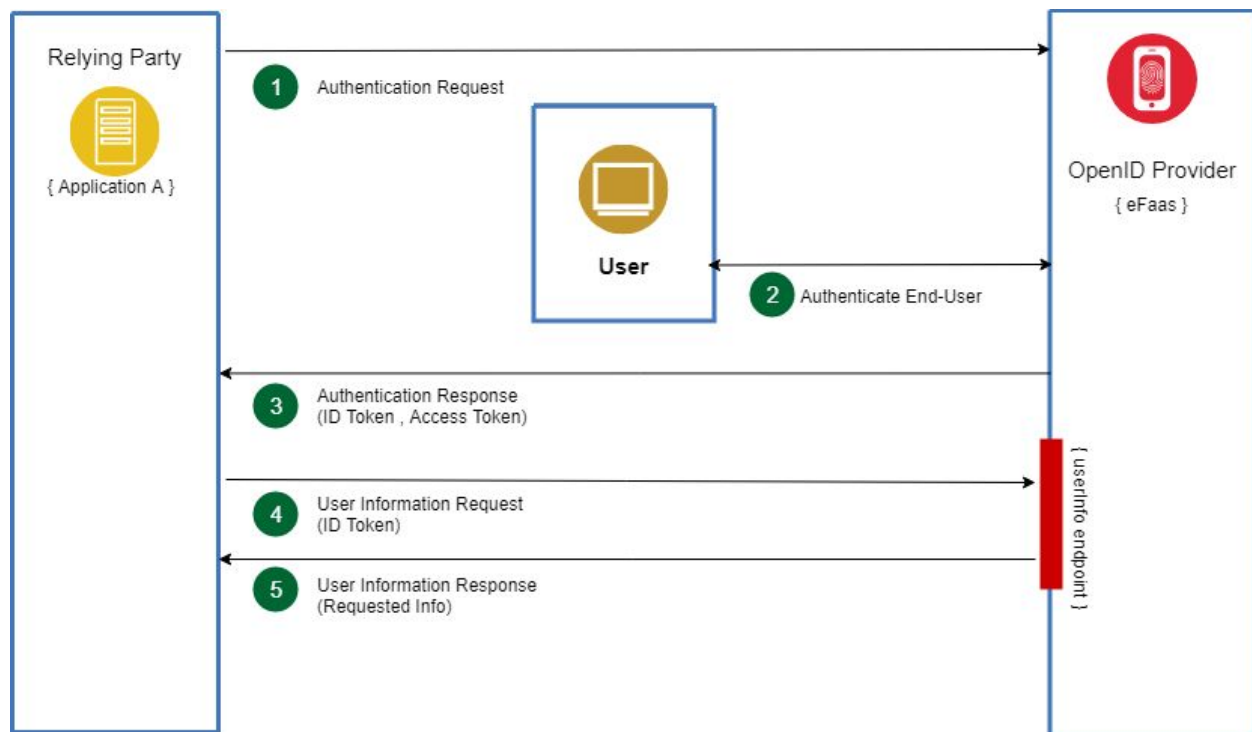 Relying Party
{ Application A }
1
Authentication Request
OpenID Provider
{ eFaas }
User
2
Authenticate End-User
3
Authentication Response
(ID Token , Access Token)
4
User Information Request
(ID Token)
{ userInfo endpoint }
5
User Information Response
(Requested Info)